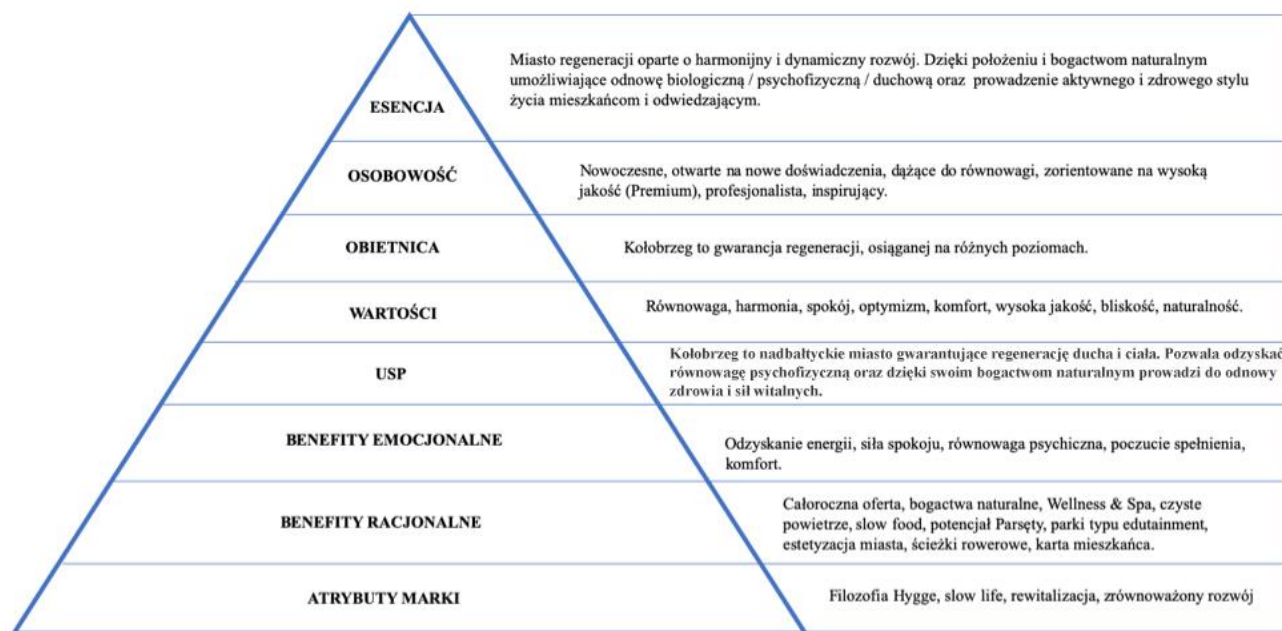 Miasto regeneracji oparte o harmonijny i dynamiczny rozwój. Dzięki położeniu i bogactwom naturalnym
umożliwiające odnowę biologiczną / psychofizyczną / duchową oraz prowadzenie aktywnego i zdrowego stylu
życia mieszkańcom i odwiedzającym.
ESENCJA
OSOBOWOŚĆ
Nowoczesne, otwarte na nowe doświadczenia, dążące do równowagi, zorientowane na wysoką
jakość (Premium), profesjonalista, inspirujący.
OBIETNICA
Kołobrzeg to gwarancja regeneracji, osiąganej na różnych poziomach.
WARTOŚCI
Równowaga, harmonia, spokój, optymizm, komfort, wysoka jakość, bliskość, naturalność.
USP
Kołobrzeg to nadbałtyckie miasto gwarantujące regenerację ducha i ciała. Pozwala odzyskać
równowagę psychofizyczną oraz dzięki swoim bogactwom naturalnym prowadzi do odnowy
zdrowia i sił witalnych.
BENEFITY EMOCJONALNE
Odzyskanie energii, siła spokoju, równowaga psychiczna, poczucie spełnienia,
komfort.
BENEFITY RACJONALNE
Całoroczna oferta, bogactwa naturalne, Wellness & Spa, czyste
powietrze, slow food, potencjał Parsęty, parki typu edutainment,
estetyzacja miasta, ścieżki rowerowe, karta mieszkańca.
ATRYBUTY MARKI
Filozofia Hygge, slow life, rewitalizacja, zrównoważony rozwój